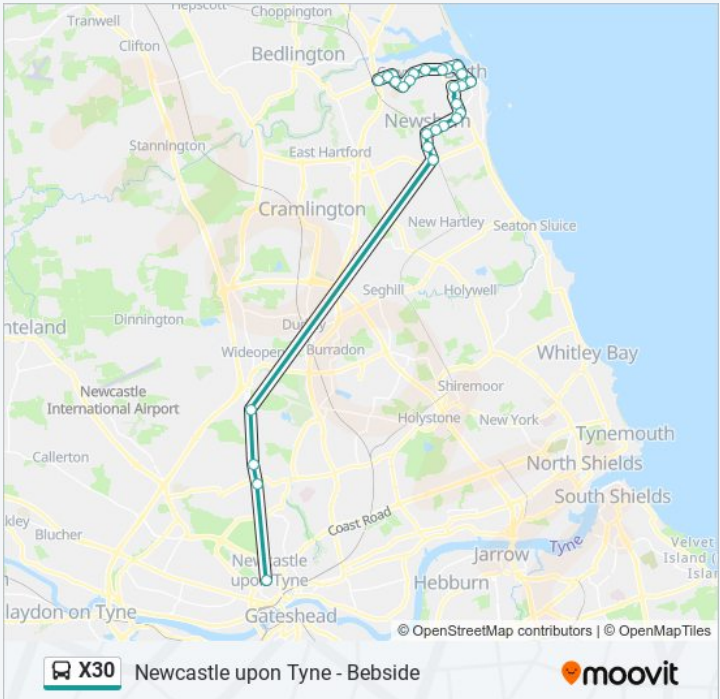 Hepscott
Choppington
Tranwell
Clifton
Bedlington
Newsham
Stannington
East Hartford
Cramlington
New Hartley
Seaton Sluice
Seghill
Holywell
nteland
Dinnington
Dudley
Wideopen
Burradon
Whitley Bay
Newcastle
International Airport
Shiremoor
Holystone
New York
Tynemouth
Callerton
North Shields
South Shields
Coast Road
kley
Blucher
Tyne
Velvet
Island (
Islan
Newcastle
upon Tyne
Jarrow
Hebburn
laydon on Tyne
Gateshead
© OpenStreetMap contributors | © OpenMapTiles
X30 Newcastle upon Tyne - Bebside
moovit